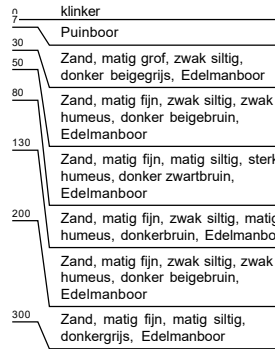 0 klinker
7 Puinboor
30 Zand, matig grof, zwak siltig,
donker beigegrijs, Edelmanboor
50 Zand, matig fijn, zwak siltig, zwak
humeus, donker beigebruin,
Edelmanboor
80 Zand, matig fijn, matig siltig, sterk
humeus, donker zwartbruin,
Edelmanboor
130 Zand, matig fijn, zwak siltig, matig
humeus, donkerbruin, Edelmanbo
200 Zand, matig fijn, zwak siltig, zwak
humeus, donker beigebruin,
Edelmanboor
300 Zand, matig fijn, matig siltig,
donkergrijs, Edelmanboor